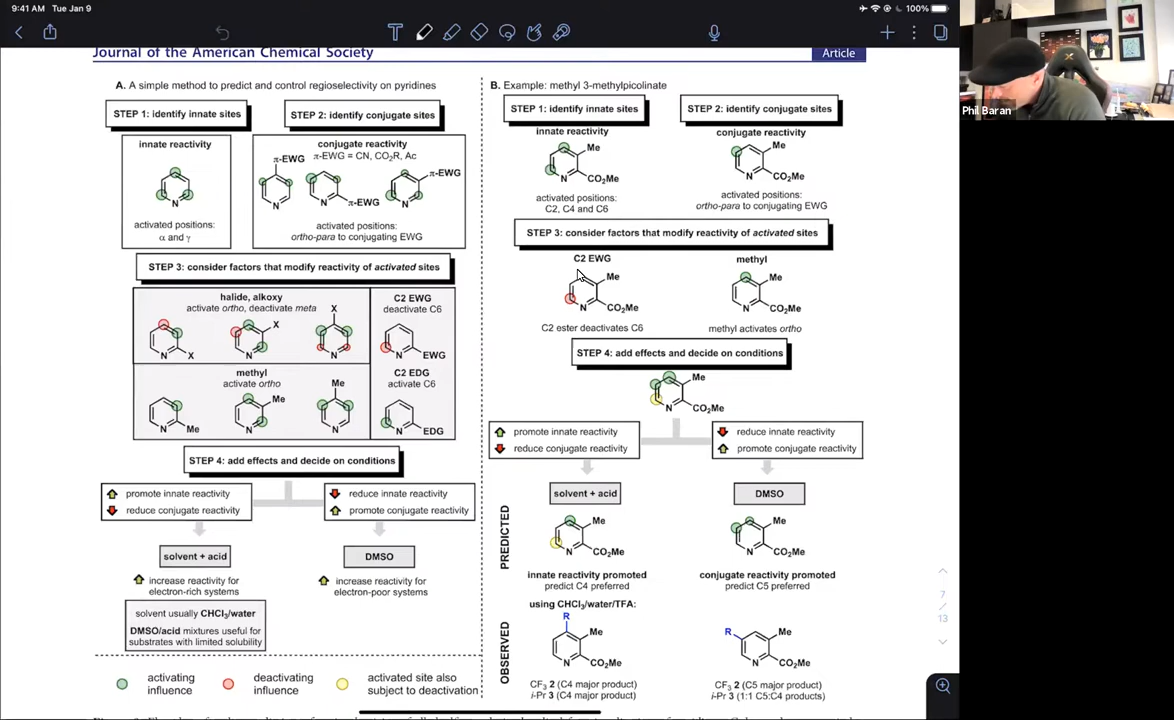 9:41 AM Tue Jan 9
100%
Journal of the American Chemical Society
Article
A. A simple method to predict and control regioselectivity on pyridines
STEP 1: identify innate sites
STEP 2: identify conjugate sites
innate reactivity
N
activated positions:
α and γ
conjugate reactivity
π-EWG = CN, CO₂R, Ac
π-EWG
N
π-EWG
N
π-EWG
N
activated positions:
ortho-para to conjugating EWG
STEP 3: consider factors that modify reactivity of activated sites
halide, alkoxy
activate ortho, deactivate meta
N
X
X
N
X
N
C2 EWG
deactivate C6
N
EWG
methyl
activate ortho
N
Me
Me
N
Me
N
C2 EDG
activate C6
N
EDG
STEP 4: add effects and decide on conditions
promote innate reactivity
reduce conjugate reactivity
reduce innate reactivity
promote conjugate reactivity
solvent + acid
DMSO
increase reactivity for
electron-rich systems
increase reactivity for
electron-poor systems
solvent usually CHCl₃/water
DMSO/acid mixtures useful for
substrates with limited solubility
activating
influence
deactivating
influence
activated site also
subject to deactivation
B. Example: methyl 3-methylpicolinate
STEP 1: identify innate sites
STEP 2: identify conjugate sites
innate reactivity
Me
N
CO₂Me
activated positions:
C2, C4 and C6
conjugate reactivity
Me
N
CO₂Me
activated positions:
ortho-para to conjugating EWG
STEP 3: consider factors that modify reactivity of activated sites
C2 EWG
Me
N
CO₂Me
C2 ester deactivates C6
methyl
Me
N
CO₂Me
methyl activates ortho
STEP 4: add effects and decide on conditions
Me
N
CO₂Me
promote innate reactivity
reduce conjugate reactivity
reduce innate reactivity
promote conjugate reactivity
solvent + acid
DMSO
PREDICTED
Me
N
CO₂Me
Me
N
CO₂Me
innate reactivity promoted
predict C4 preferred
conjugate reactivity promoted
predict C5 preferred
using CHCl₃/water/TFA:
OBSERVED
R
Me
N
CO₂Me
R
Me
N
CO₂Me
CF₃ 2 (C4 major product)
i-Pr 3 (C4 major product)
CF₃ 2 (C5 major product)
i-Pr 3 (1:1 C5:C4 products)
7
/
13
Phil Baran